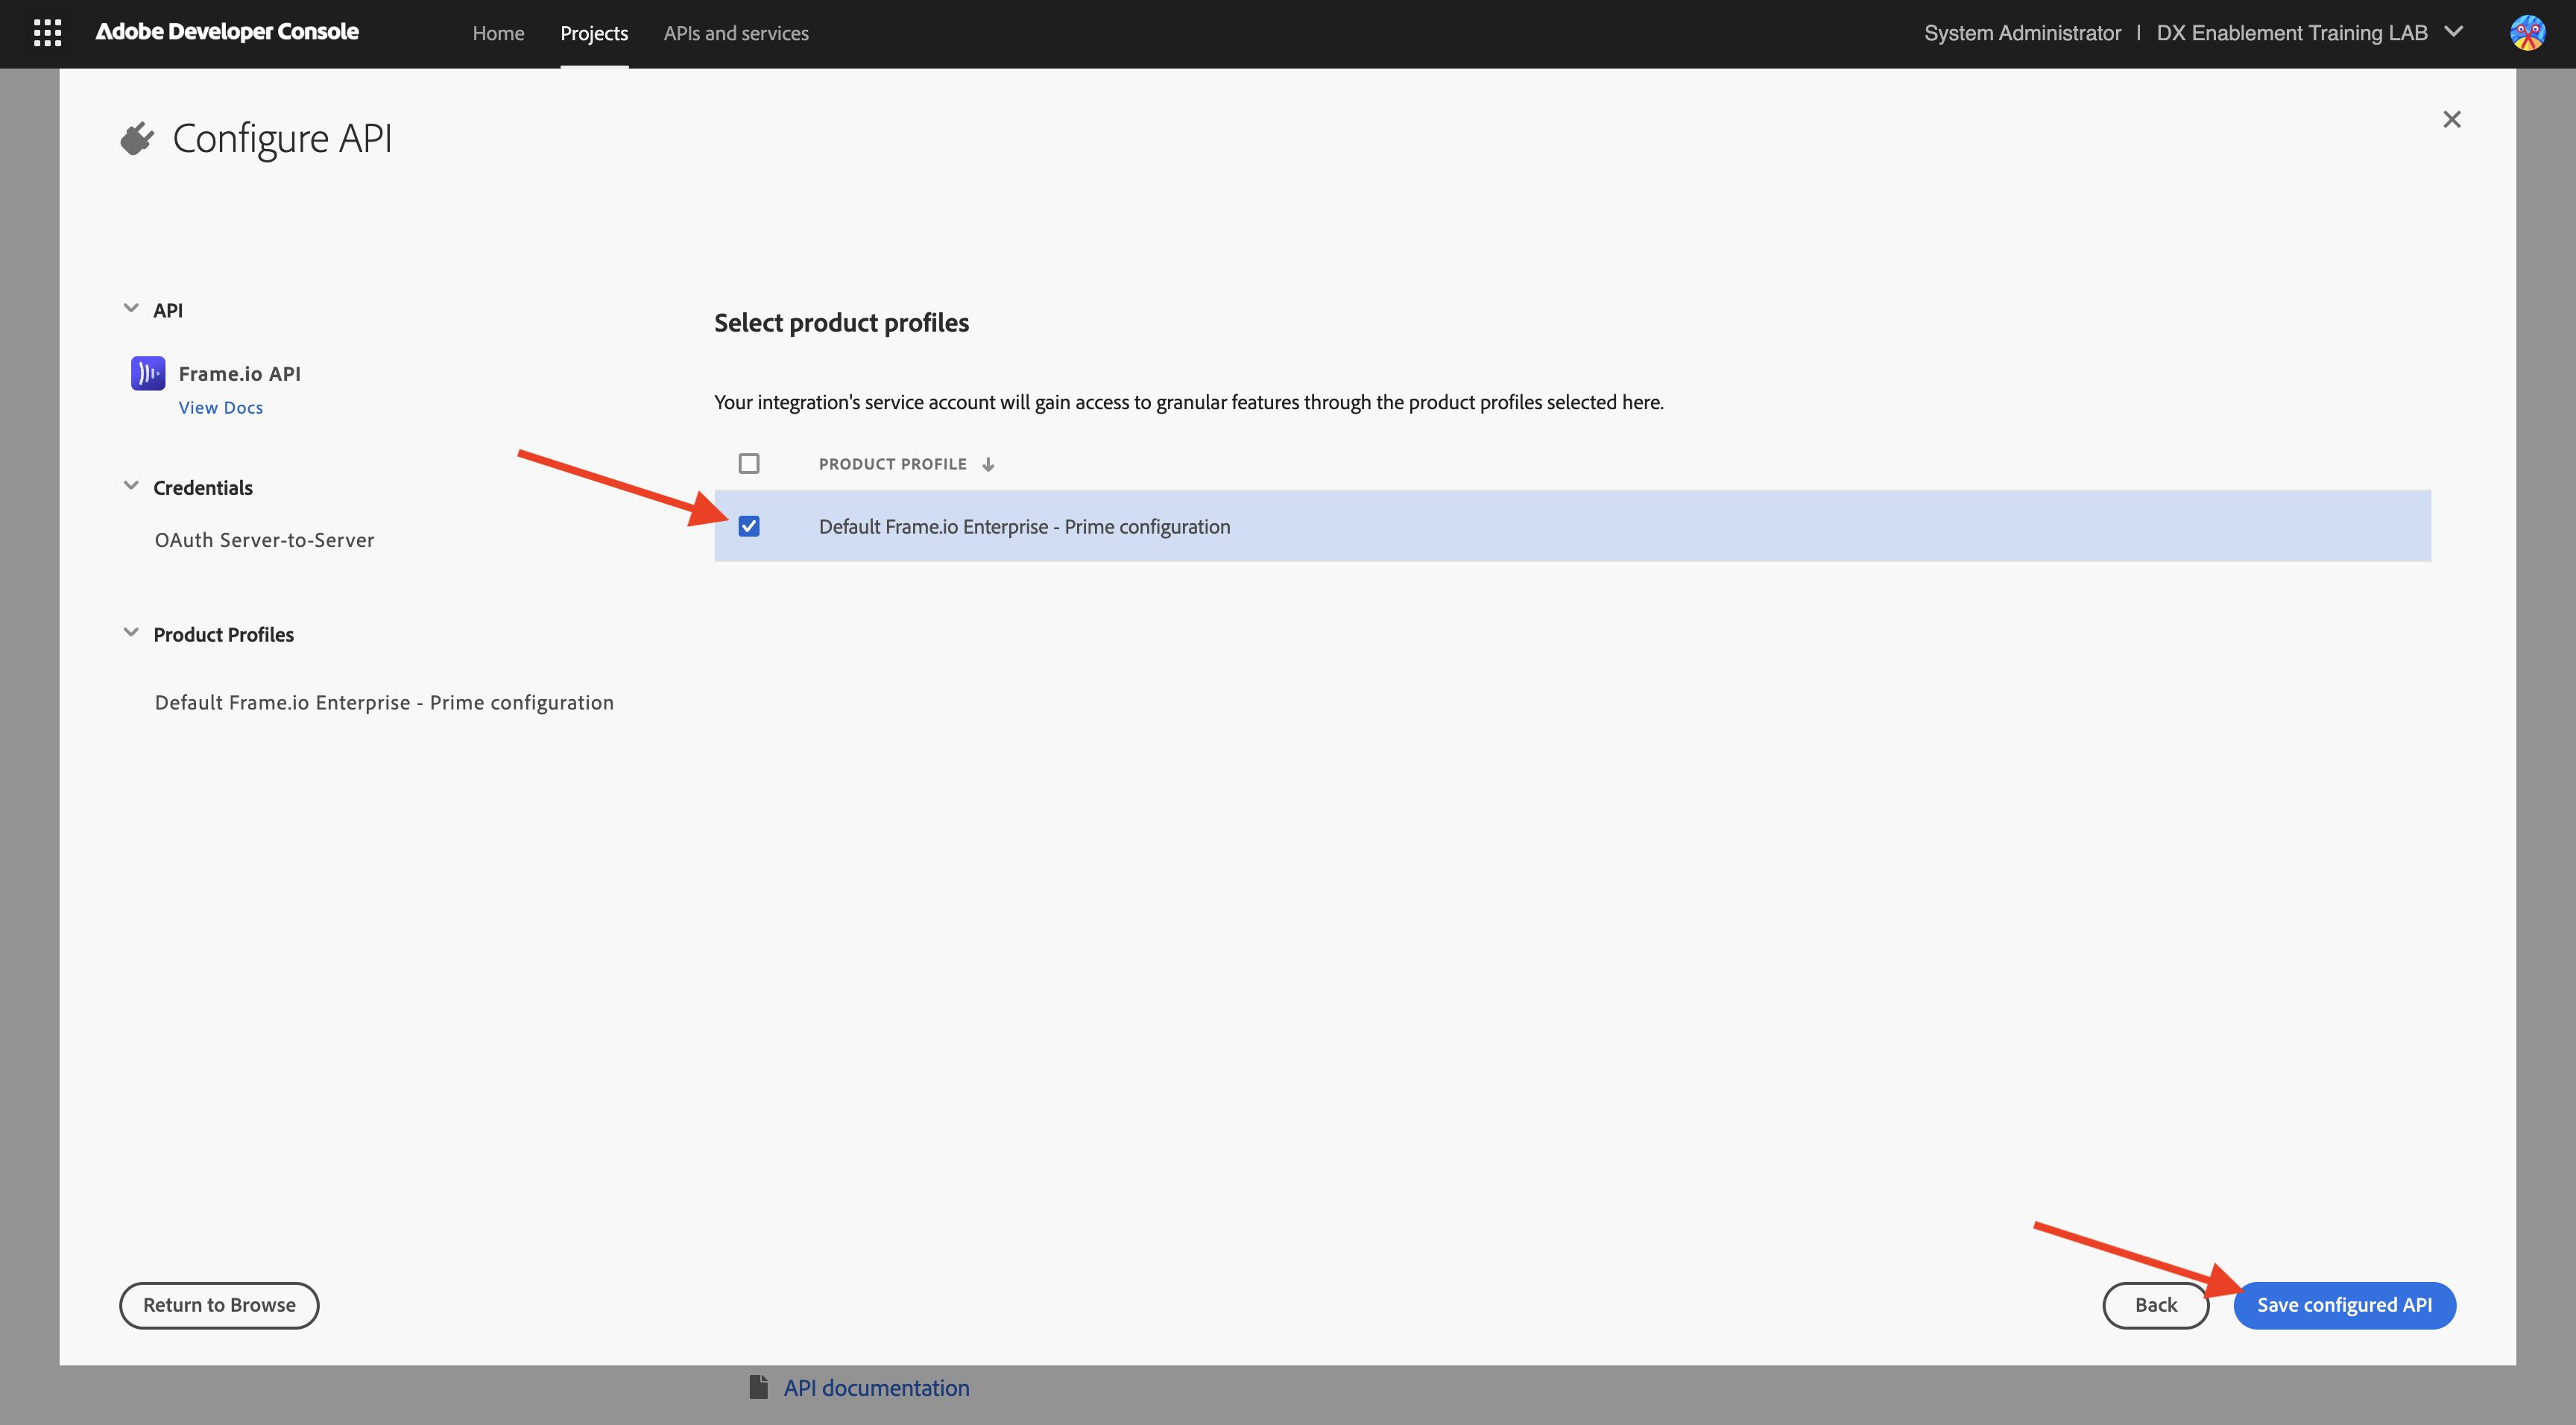 Adobe Developer Console
Home Projects APIs and services
System Administrator | DX Enablement Training LAB
Configure API
API
Frame.io API
View Docs
Credentials
OAuth Server-to-Server
Product Profiles
Default Frame.io Enterprise - Prime configuration
Select product profiles
Your integration's service account will gain access to granular features through the product profiles selected here.
PRODUCT PROFILE
Default Frame.io Enterprise - Prime configuration
Return to Browse
Back
Save configured API
API documentation